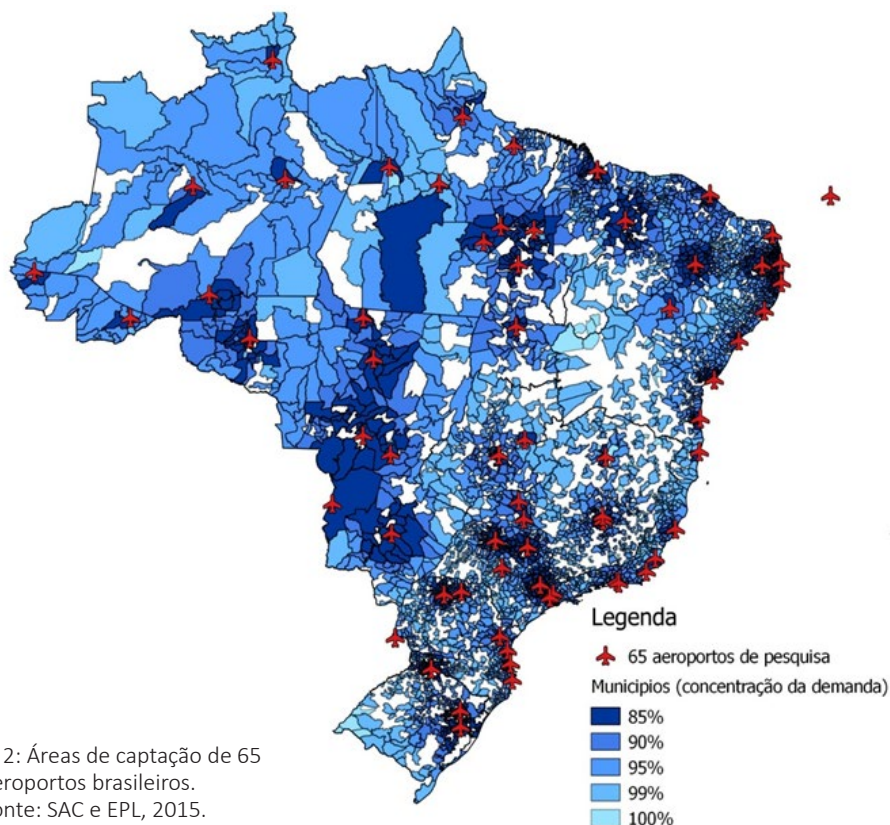 Legenda
65 aeroportos de pesquisa
Municipios (concentração da demanda)
85%
90%
95%
99%
100%
2: Áreas de captação de 65
eroportos brasileiros.
onte: SAC e EPL, 2015.